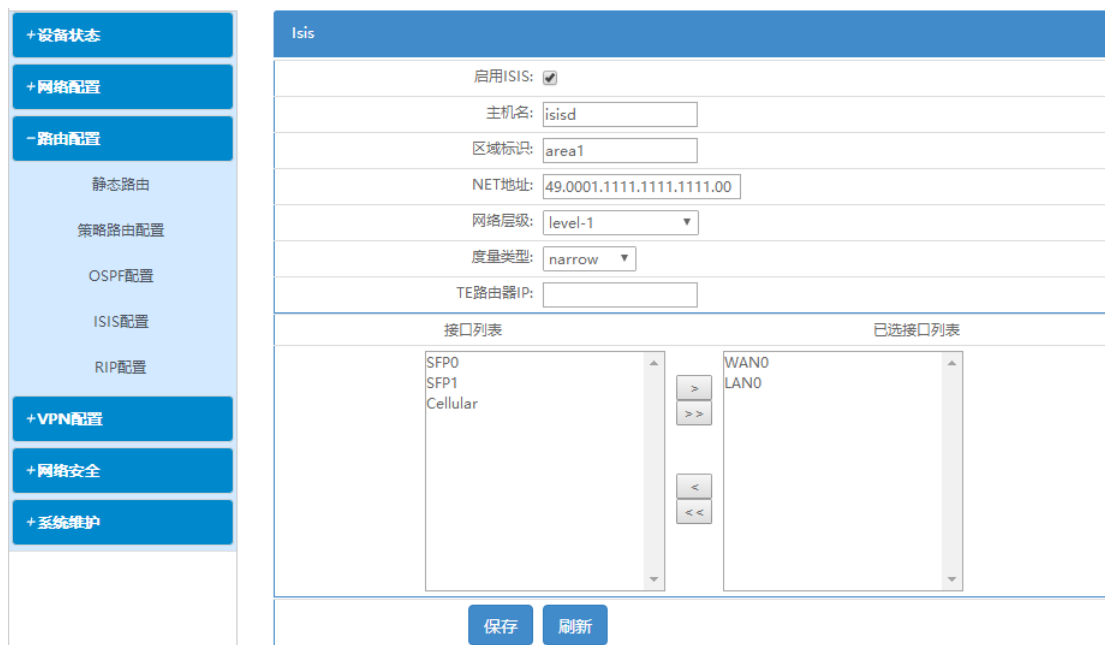 +设备状态
+网络配置
-路由配置
静态路由
策略路由配置
OSPF配置
ISIS配置
RIP配置
+VPN配置
+网络安全
+系统维护
Isis
启用ISIS:
主机名: isisd
区域标识: area1
NET地址: 49.0001.1111.1111.1111.00
网络层级: level-1
度量类型: narrow
TE路由器IP:
接口列表 已选接口列表
SFP0 WAN0
SFP1 > LAN0
Cellular
>>
<
<<
保存 刷新